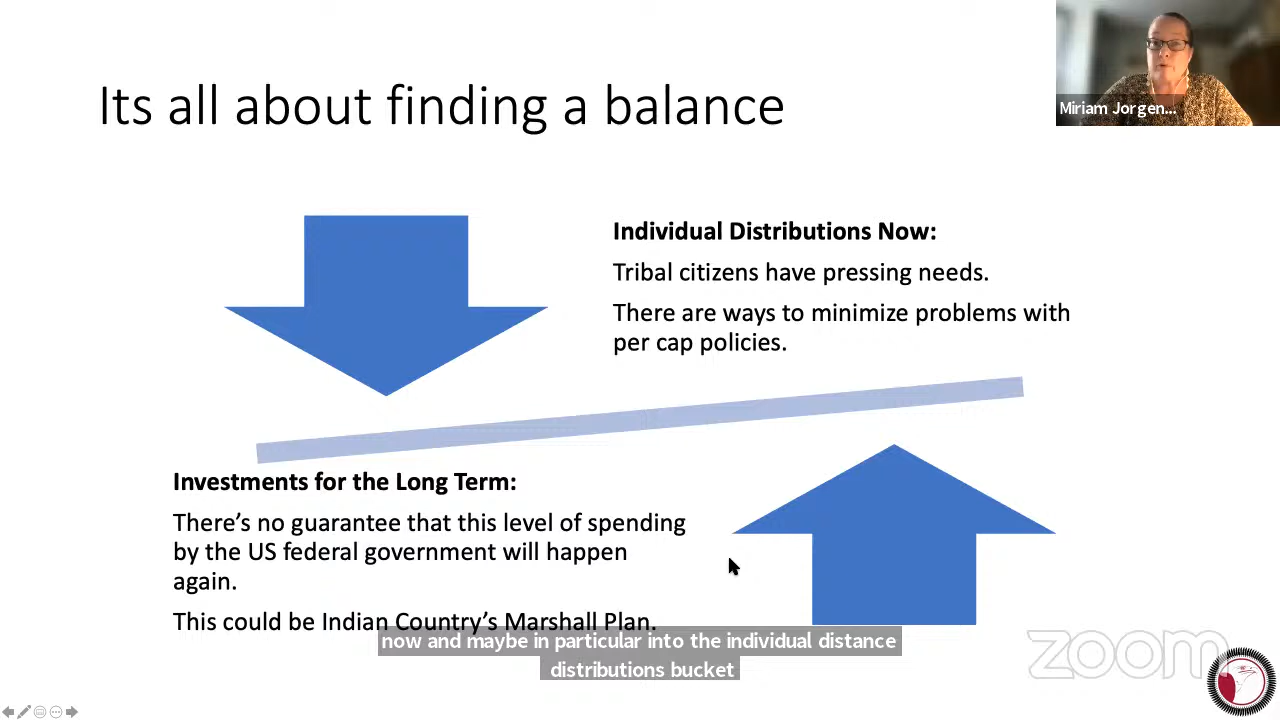 Its all about finding a balance
Miriam Jorgen...
Individual Distributions Now:
Tribal citizens have pressing needs.
There are ways to minimize problems with
per cap policies.
Investments for the Long Term:
There’s no guarantee that this level of spending
by the US federal government will happen
again.
This could be Indian Country’s Marshall Plan.
now and maybe in particular into the individual distance
distributions bucket
zoom